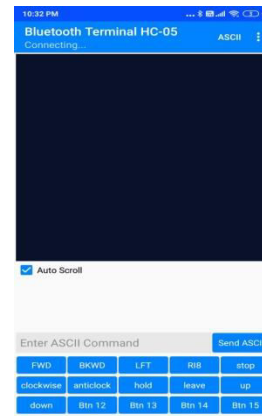 10:32 PM
Bluetooth Terminal HC-05
ASCII
Connecting...
Auto Scroll
Enter ASCII Command
Send ASCI
FWD BKWD LFT RI8 stop
clockwise anticlock hold leave up
down Btn 12 Btn 13 Btn 14 Btn 15